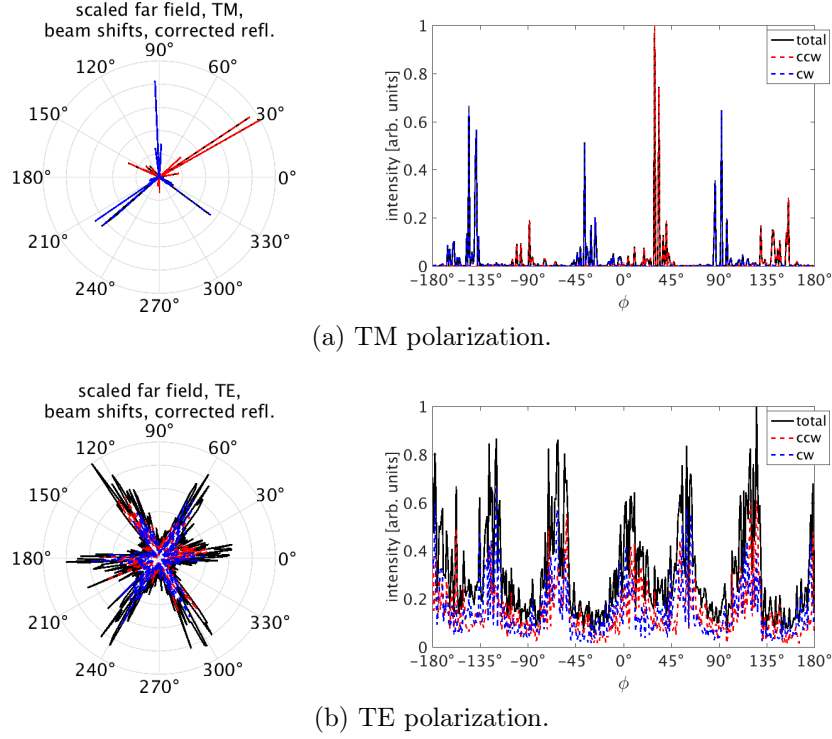 scaled far field, TM,
beam shifts, corrected refl.
90°
120° 60°
150° 30°
180° 0°
210° 330°
240° 300°
270°
1
0.8
0.6
0.4
0.2
0
intensity [arb. units]
total
ccw
cw
−180° −135° −90° −45° 0 45° 90° 135° 180°
ϕ
(a) TM polarization.
scaled far field, TE,
beam shifts, corrected refl.
90°
120° 60°
150° 30°
180° 0°
210° 330°
240° 300°
270°
1
0.8
0.6
0.4
0.2
0
intensity [arb. units]
total
ccw
cw
−180° −135° −90° −45° 0 45° 90° 135° 180°
ϕ
(b) TE polarization.